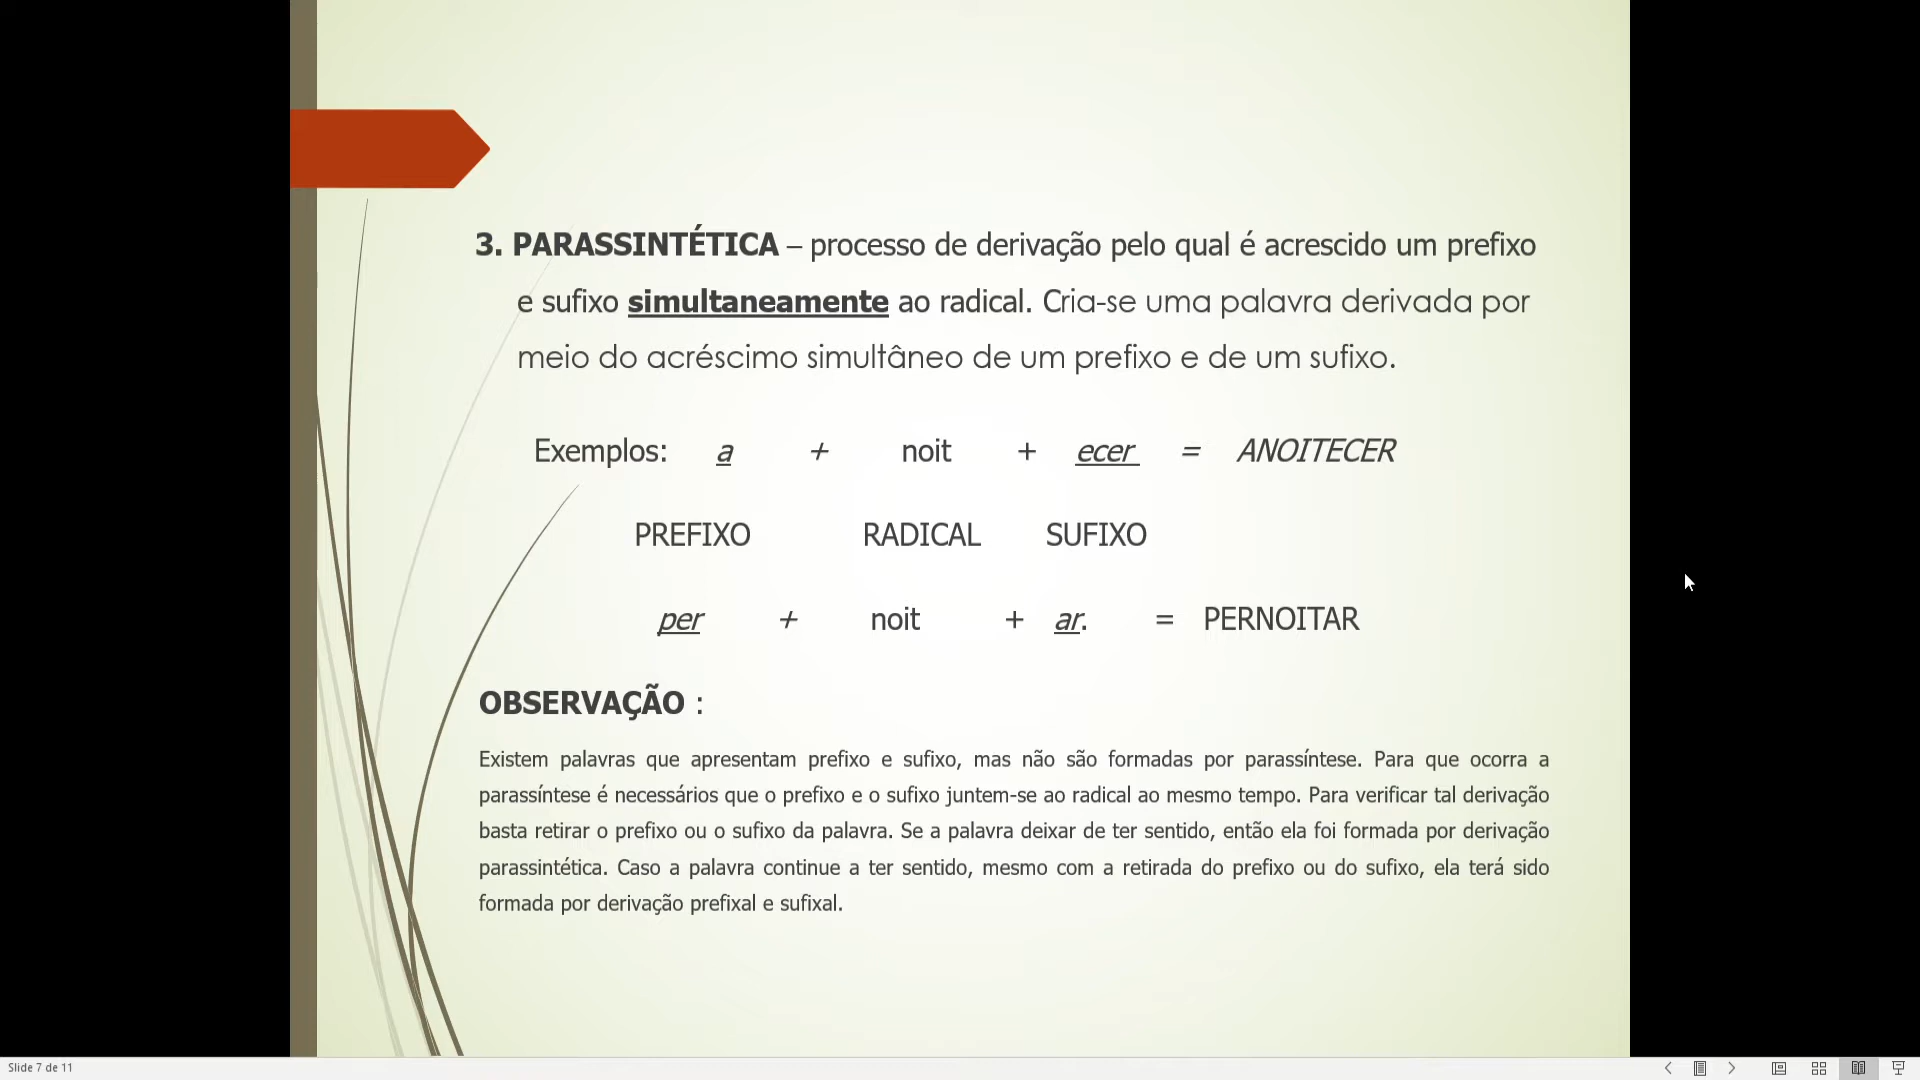 3. PARASSINTÉTICA – processo de derivação pelo qual é acrescido um prefixo
e sufixo simultaneamente ao radical. Cria-se uma palavra derivada por
meio do acréscimo simultâneo de um prefixo e de um sufixo.
Exemplos: a + noit + ecer = ANOITECER
PREFIXO RADICAL SUFIXO
per + noit + ar. = PERNOITAR
OBSERVAÇÃO :
Existem palavras que apresentam prefixo e sufixo, mas não são formadas por parassíntese. Para que ocorra a
parassíntese é necessários que o prefixo e o sufixo juntem-se ao radical ao mesmo tempo. Para verificar tal derivação
basta retirar o prefixo ou o sufixo da palavra. Se a palavra deixar de ter sentido, então ela foi formada por derivação
parassintética. Caso a palavra continue a ter sentido, mesmo com a retirada do prefixo ou do sufixo, ela terá sido
formada por derivação prefixal e sufixal.
Slide 7 de 11